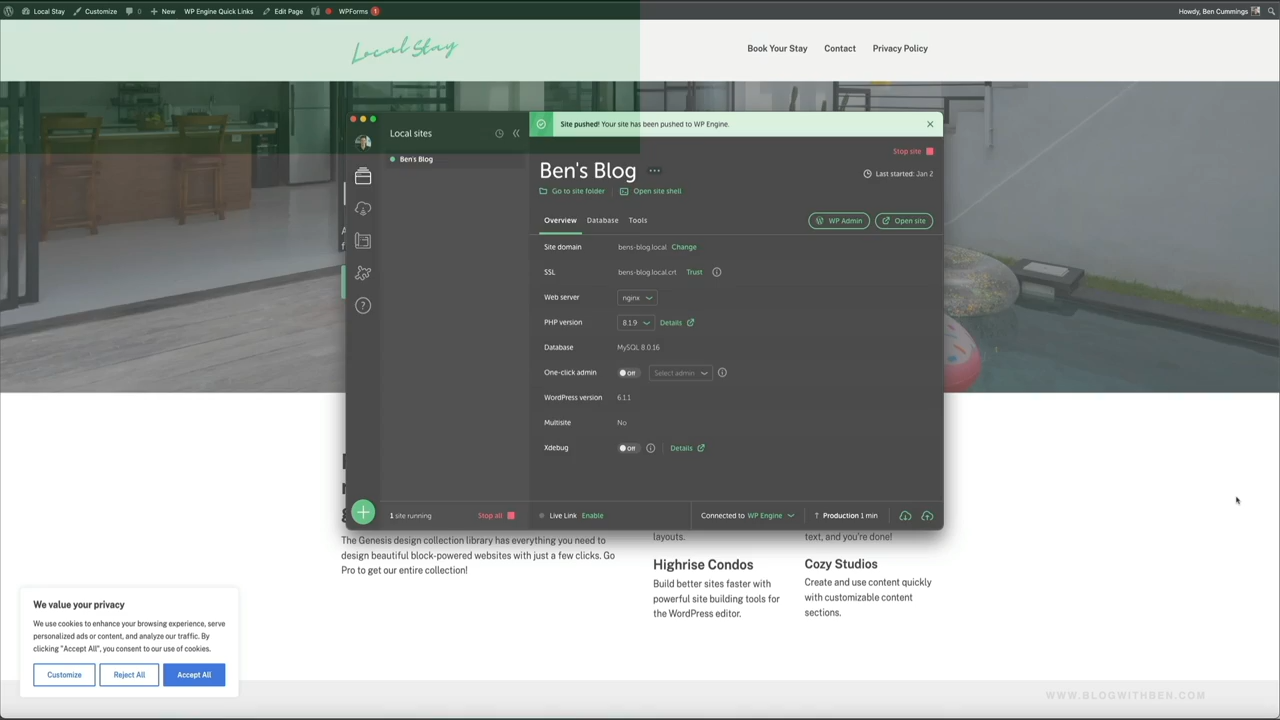 Local Stay
Customize
0
New
WP Engine Quick Links
Edit Page
WPForms 1
Howdy, Ben Cummings
Local Stay
Book Your Stay
Contact
Privacy Policy
Local sites
Ben's Blog
Site pushed! Your site has been pushed to WP Engine.
Stop site
Ben's Blog
Last started: Jan 2
Go to site folder
Open site shell
Overview
Database
Tools
WP Admin
Open site
Site domain
bens-blog.local Change
SSL
bens-blog.local.crt Trust
Web server
nginx
PHP version
8.1.9
Details
Database
MySQL 8.0.16
One-click admin
Off
Select admin
WordPress version
6.1.1
Multisite
No
Xdebug
Off
Details
1 site running
Stop all
Live Link Enable
Connected to WP Engine
Production 1 min
The Genesis design collection library has everything you need to
design beautiful block-powered websites with just a few clicks. Go
Pro to get our entire collection!
layouts.
Highrise Condos
Build better sites faster with
powerful site building tools for
the WordPress editor.
text, and you're done!
Cozy Studios
Create and use content quickly
with customizable content
sections.
We value your privacy
We use cookies to enhance your browsing experience, serve
personalized ads or content, and analyze our traffic. By
clicking "Accept All", you consent to our use of cookies.
Customize
Reject All
Accept All
WWW.BLOGWITHBEN.COM